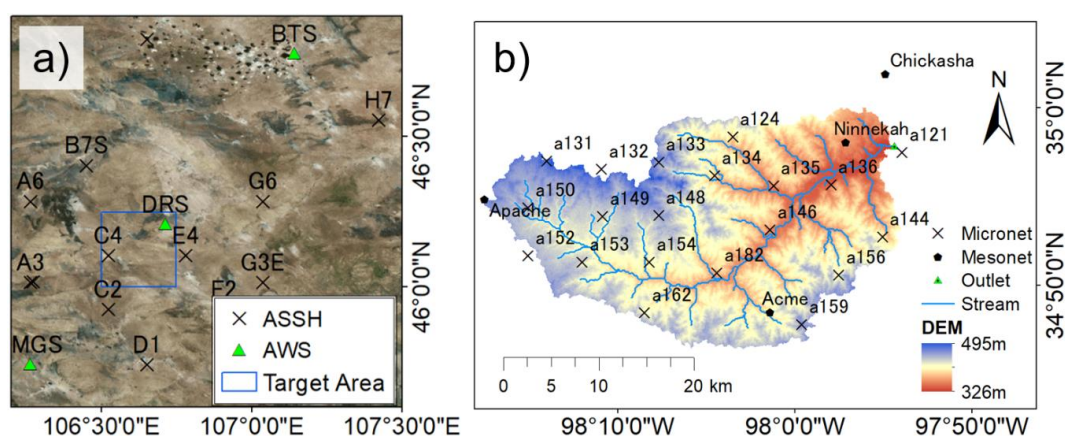 a)
BTS
H7
B7S
A6
G6
DRS
C4
E4
A3
G3E
C2
F2
MGS
D1
ASSH
AWS
Target Area
46°30'0"N
46°0'0"N
106°30'0"E
107°0'0"E
107°30'0"E
b)
Chickasha
N
a124
Ninnekah
a121
a131
a132
a133
a134
a135
a136
a150
a149
a148
Apache
a146
a144
a152
a153
a154
a182
a156
a162
Acme
a159
Micronet
Mesonet
Outlet
Stream
DEM
495m
326m
0
5
10
20 km
35°0'0"N
34°50'0"N
98°10'0"W
98°0'0"W
97°50'0"W